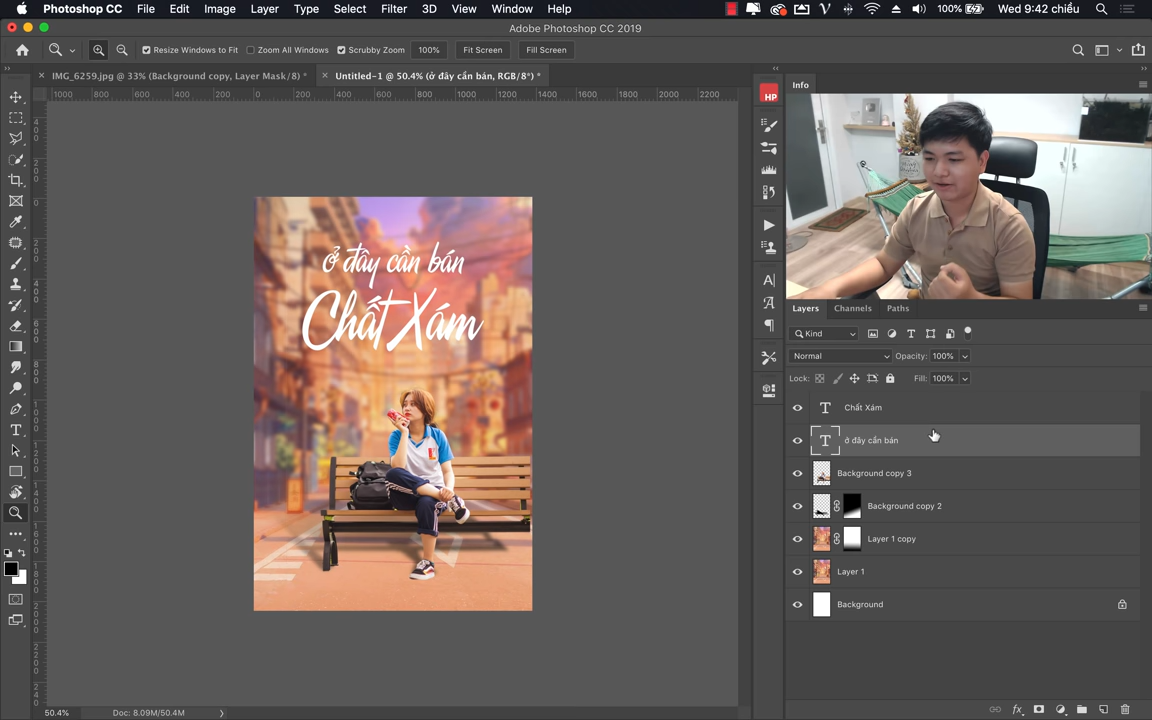 Photoshop CC File Edit Image Layer Type Select Filter 3D View Window Help 100% Wed 9:42 chiều
Adobe Photoshop CC 2019
Resize Windows to Fit Zoom All Windows Scrubby Zoom 100% Fit Screen Fill Screen
IMG_6259.jpg @ 33% (Background copy, Layer Mask/8) * Untitled-1 @ 50.4% (ở đây cần bán, RGB/8*) *
1000 800 600 400 200 0 200 400 600 800 1000 1200 1400 1600 1800 2000 2200
ở đây cần bán
Chất Xám
HP
Info
Layers Channels Paths
Kind
Normal Opacity: 100%
Lock: Fill: 100%
Chất Xám
ở đây cần bán
Background copy 3
Background copy 2
Layer 1 copy
Layer 1
Background
50.4% Doc: 8.09M/50.4M